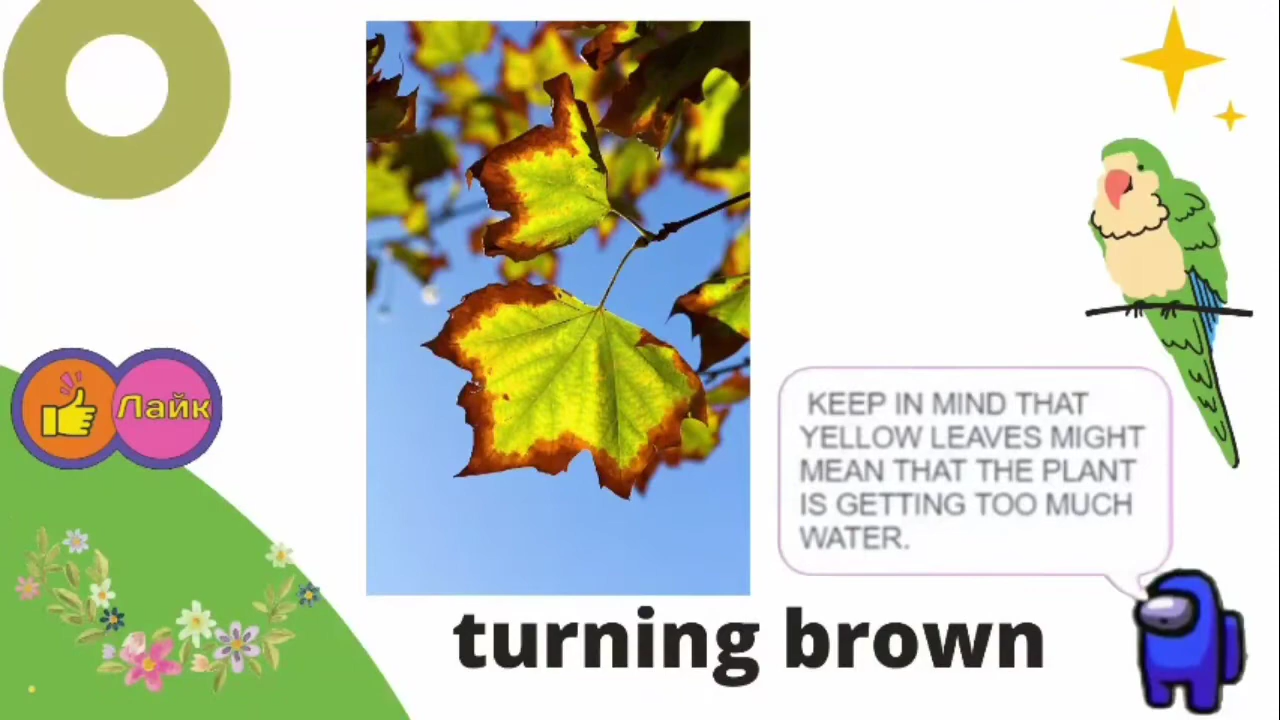 Лайк
KEEP IN MIND THAT
YELLOW LEAVES MIGHT
MEAN THAT THE PLANT
IS GETTING TOO MUCH
WATER.
turning brown